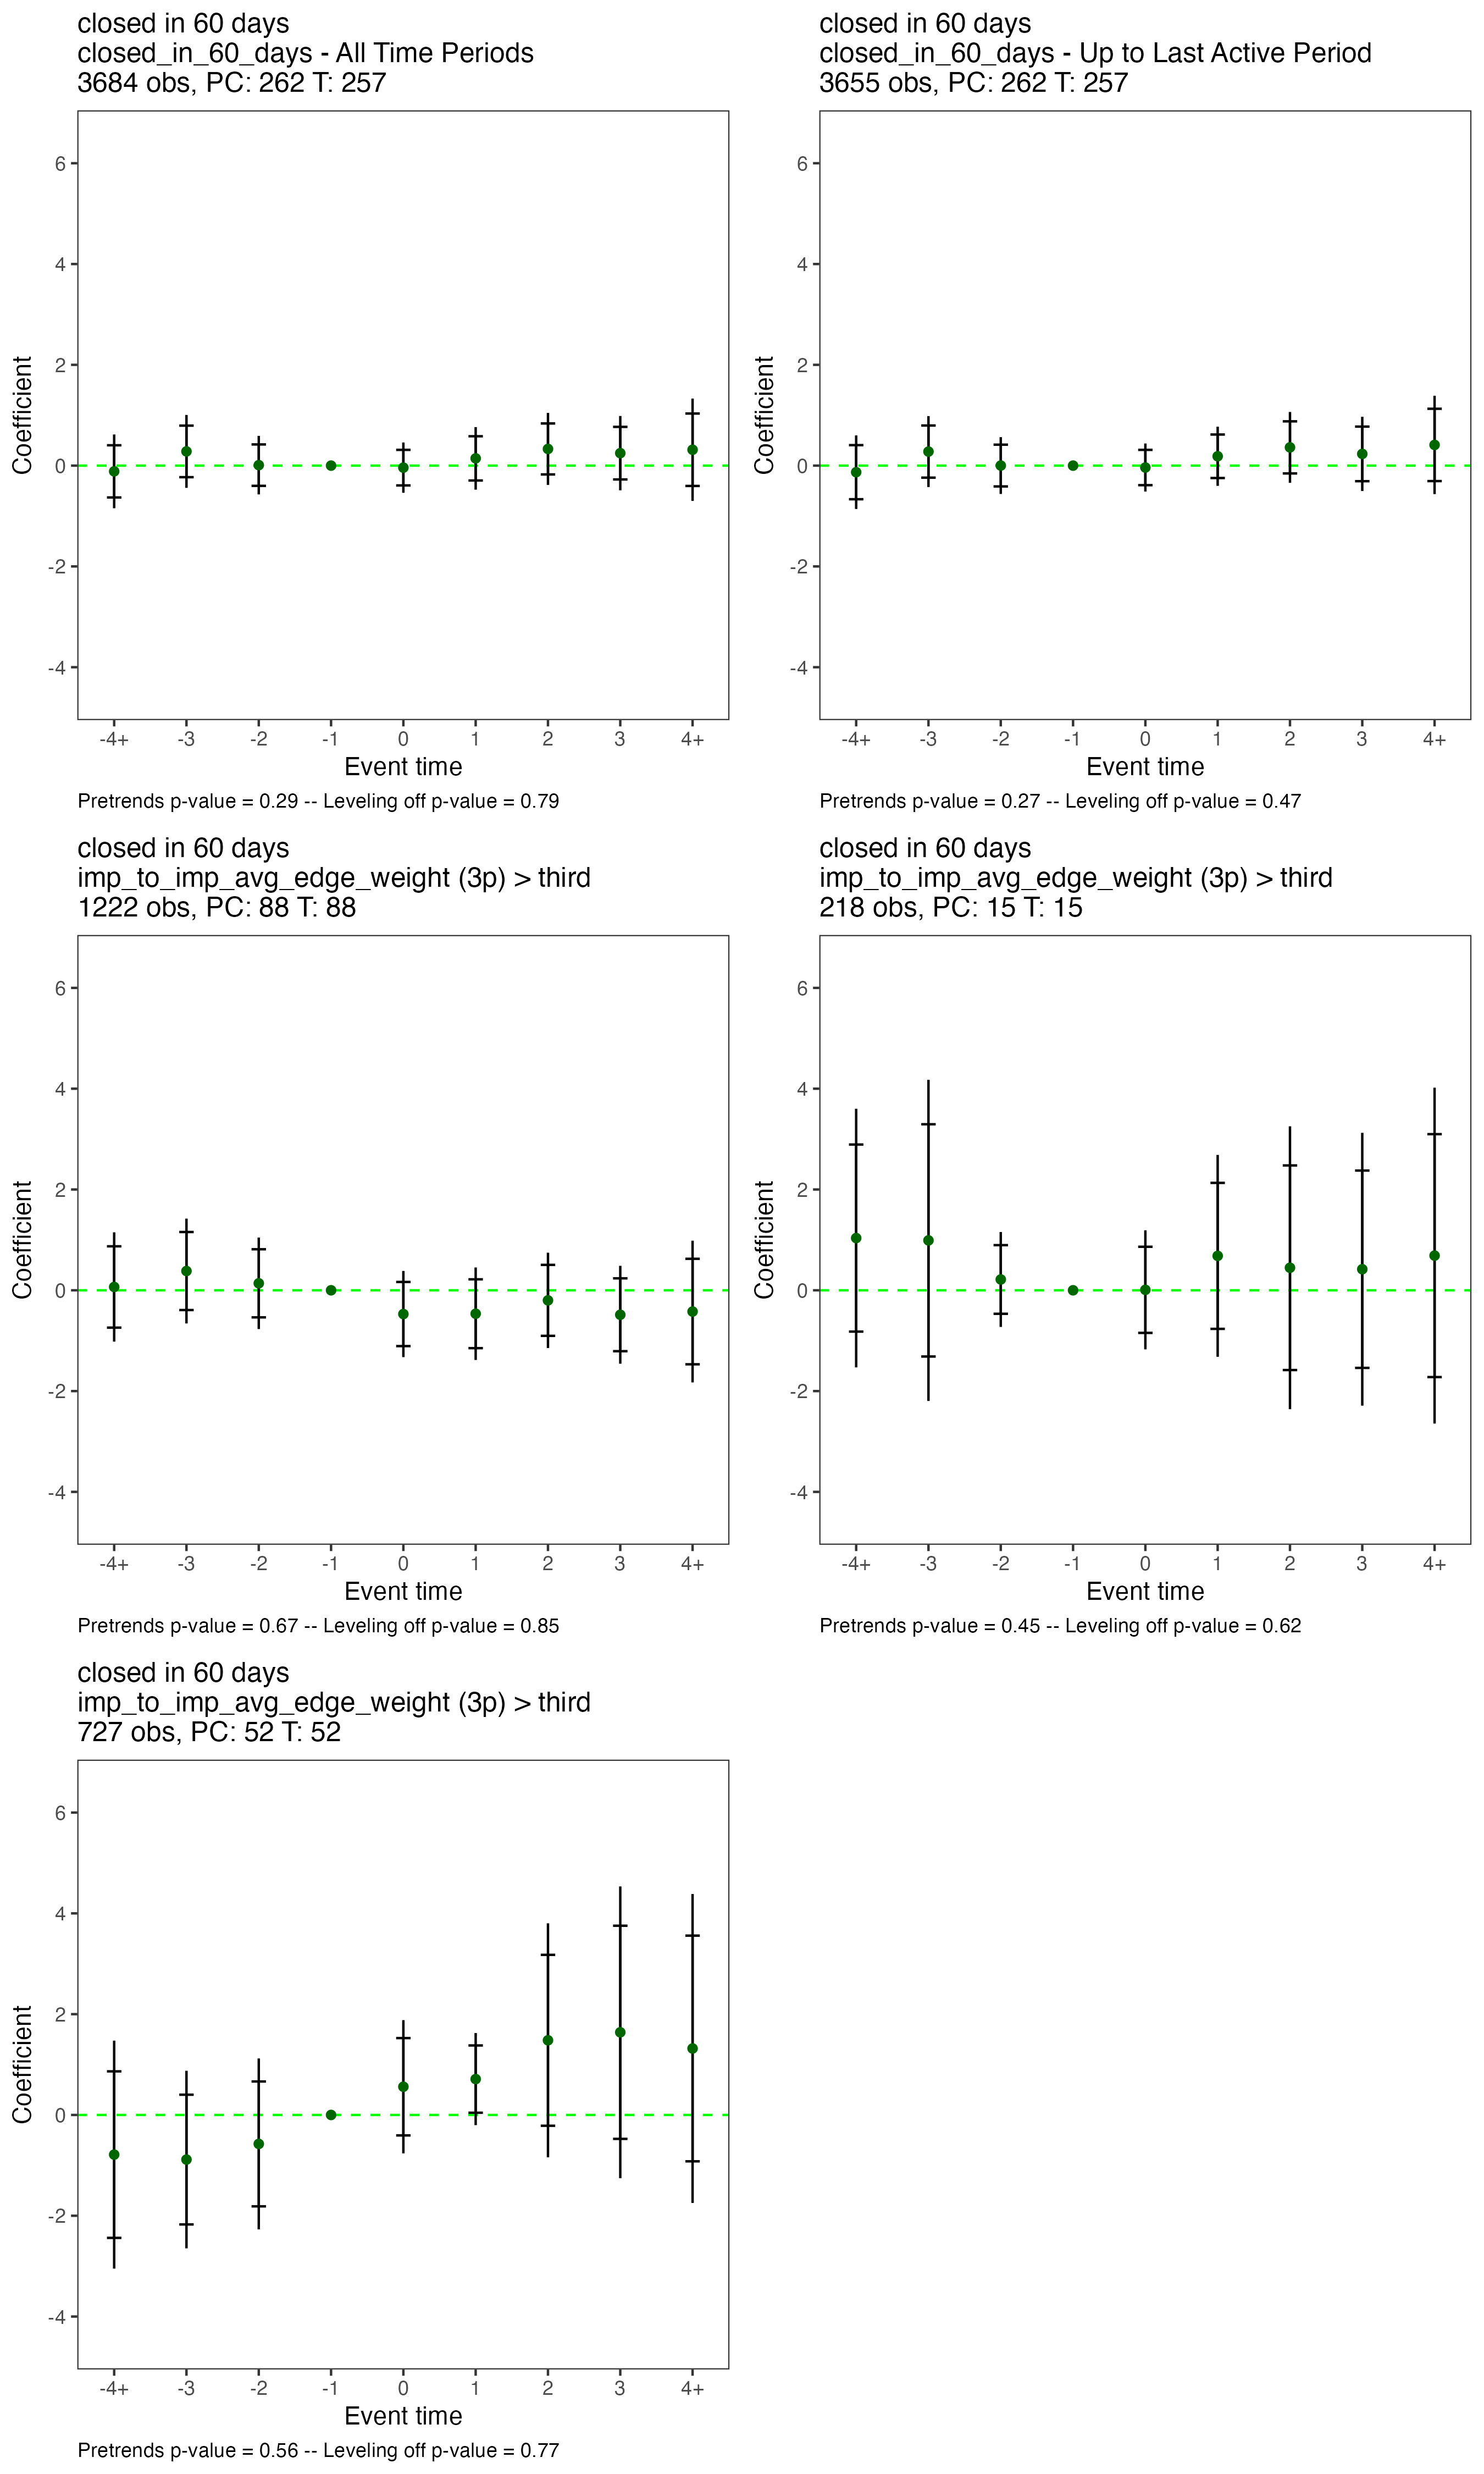 closed in 60 days
closed_in_60_days - All Time Periods
3684 obs, PC: 262 T: 257
Coefficient
6
4
2
0
-2
-4
-4+ -3 -2 -1 0 1 2 3 4+
Event time
Pretrends p-value = 0.29 -- Leveling off p-value = 0.79
closed in 60 days
closed_in_60_days - Up to Last Active Period
3655 obs, PC: 262 T: 257
Coefficient
6
4
2
0
-2
-4
-4+ -3 -2 -1 0 1 2 3 4+
Event time
Pretrends p-value = 0.27 -- Leveling off p-value = 0.47
closed in 60 days
imp_to_imp_avg_edge_weight (3p) > third
1222 obs, PC: 88 T: 88
Coefficient
6
4
2
0
-2
-4
-4+ -3 -2 -1 0 1 2 3 4+
Event time
Pretrends p-value = 0.67 -- Leveling off p-value = 0.85
closed in 60 days
imp_to_imp_avg_edge_weight (3p) > third
218 obs, PC: 15 T: 15
Coefficient
6
4
2
0
-2
-4
-4+ -3 -2 -1 0 1 2 3 4+
Event time
Pretrends p-value = 0.45 -- Leveling off p-value = 0.62
closed in 60 days
imp_to_imp_avg_edge_weight (3p) > third
727 obs, PC: 52 T: 52
Coefficient
6
4
2
0
-2
-4
-4+ -3 -2 -1 0 1 2 3 4+
Event time
Pretrends p-value = 0.56 -- Leveling off p-value = 0.77